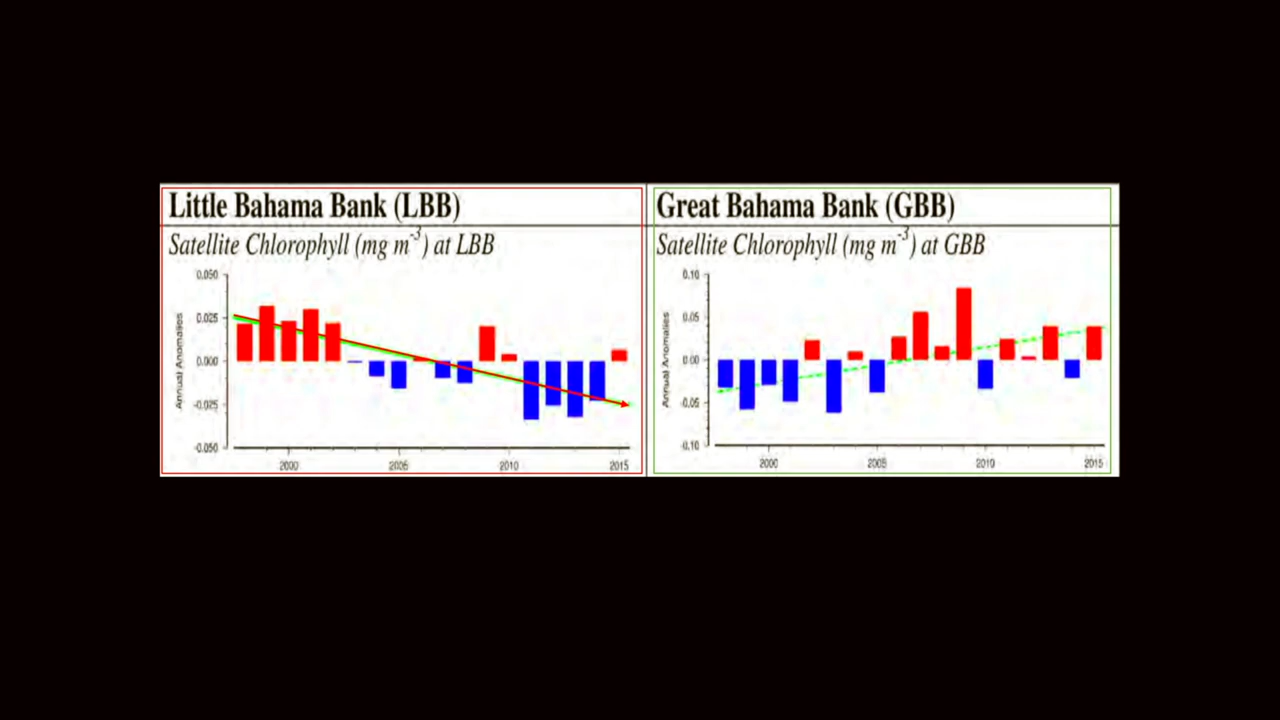 Little Bahama Bank (LBB)
Satellite Chlorophyll (mg m-3) at LBB
0.050
0.025
0.000
-0.025
-0.050
Annual Anomalies
2000 2005 2010 2015
Great Bahama Bank (GBB)
Satellite Chlorophyll (mg m-3) at GBB
0.10
0.05
0.00
-0.05
-0.10
Annual Anomalies
2000 2005 2010 2015